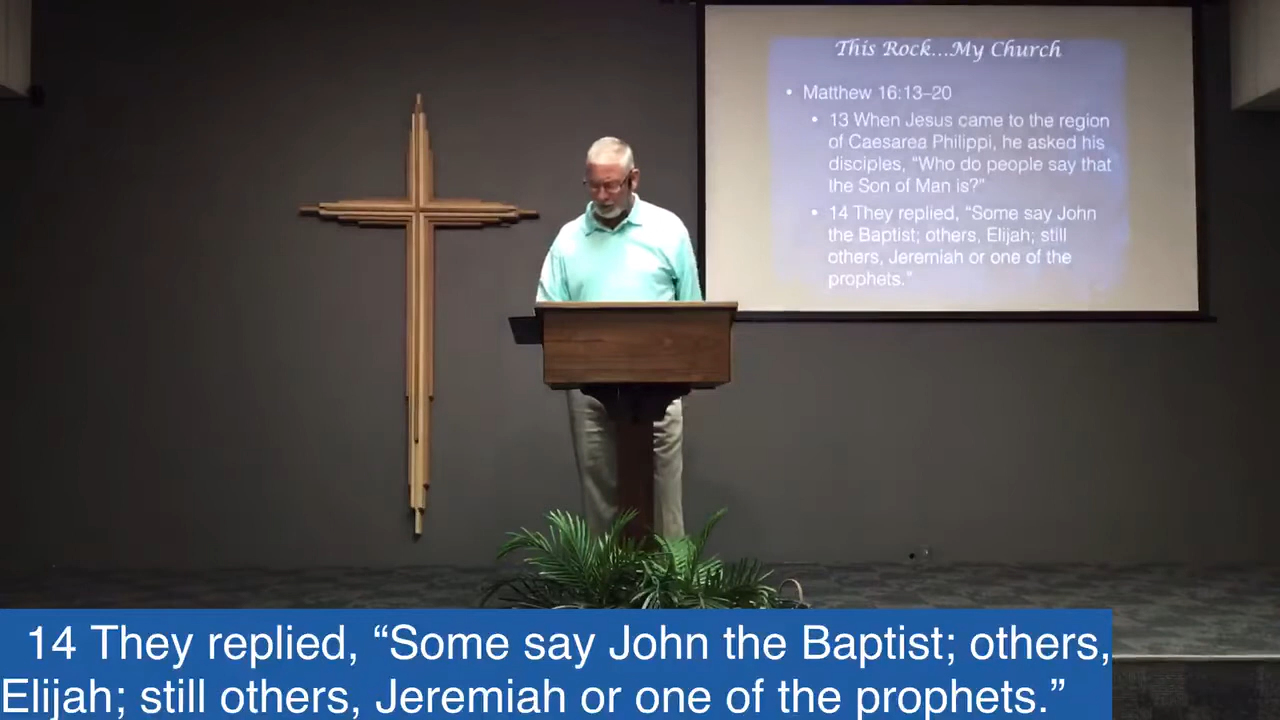 This Rock...My Church
• Matthew 16:13–20
• 13 When Jesus came to the region
of Caesarea Philippi, he asked his
disciples, “Who do people say that
the Son of Man is?”
• 14 They replied, “Some say John
the Baptist; others, Elijah; still
others, Jeremiah or one of the
prophets.”
14 They replied, “Some say John the Baptist; others,
Elijah; still others, Jeremiah or one of the prophets.”